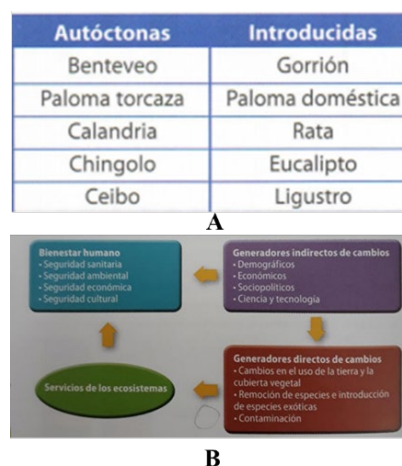 Autóctonas Introducidas
Benteveo Gorrión
Paloma torcaza Paloma doméstica
Calandria Rata
Chingolo Eucalipto
Ceibo Ligustro
A
Bienestar humano
• Seguridad sanitaria
• Seguridad ambiental
• Seguridad económica
• Seguridad cultural
Generadores indirectos de cambios
• Demográficos
• Económicos
• Sociopolíticos
• Ciencia y tecnología
Servicios de los ecosistemas
Generadores directos de cambios
• Cambios en el uso de la tierra y la
cubierta vegetal
• Remoción de especies e introducción
de especies exóticas
• Contaminación
B